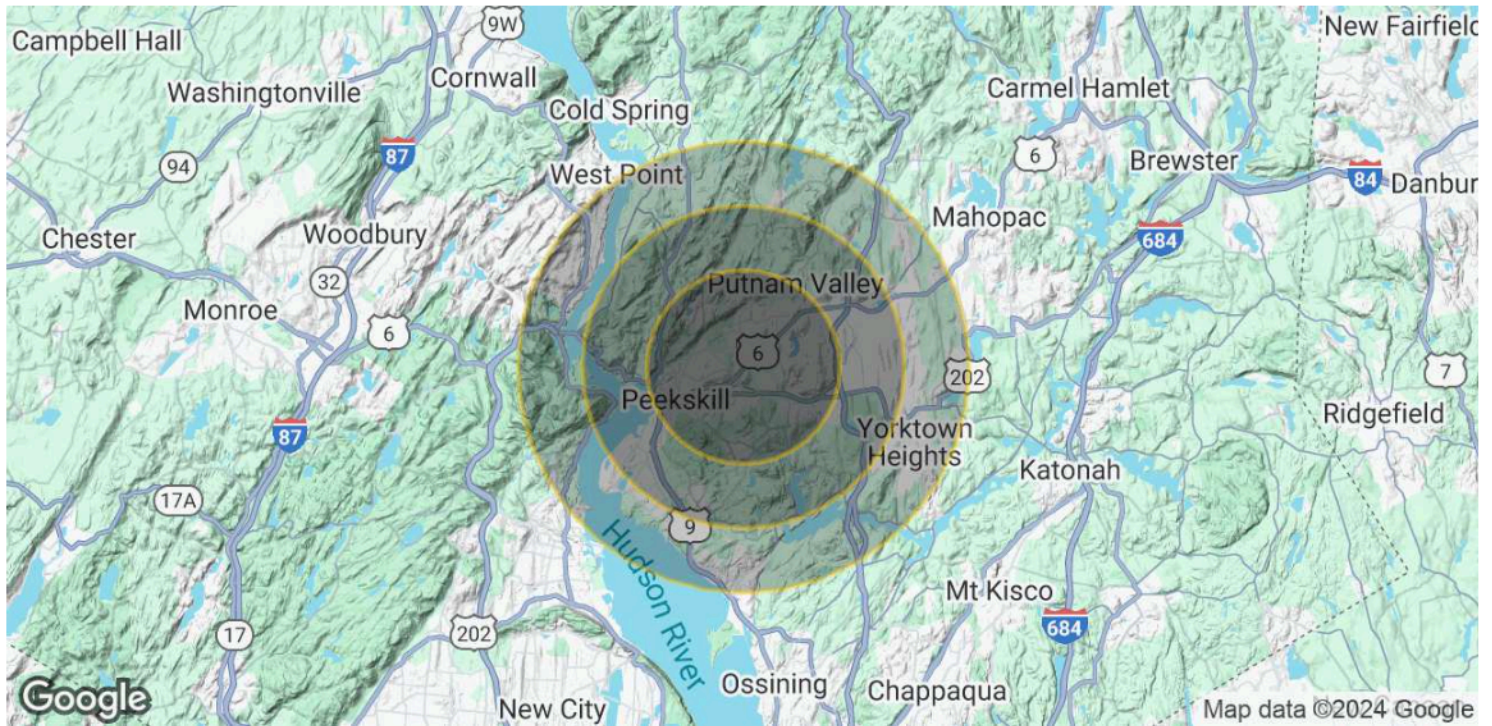 9W
New Fairfield
Campbell Hall
Cornwall
Washingtonville
Carmel Hamlet
Cold Spring
87
6
94
West Point
Brewster
84
Danbur
Mahopac
Chester
Woodbury
684
32
Putnam Valley
Monroe
6
6
202
7
Peekskill
Ridgefield
87
Yorktown
Heights
Katonah
17A
9
Hudson River
Mt Kisco
17
202
684
Ossining
Chappaqua
Google
New City
Map data ©2024 Google